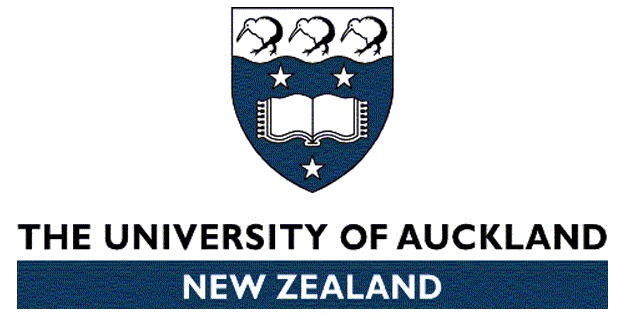 THE UNIVERSITY OF AUCKLAND
NEW ZEALAND